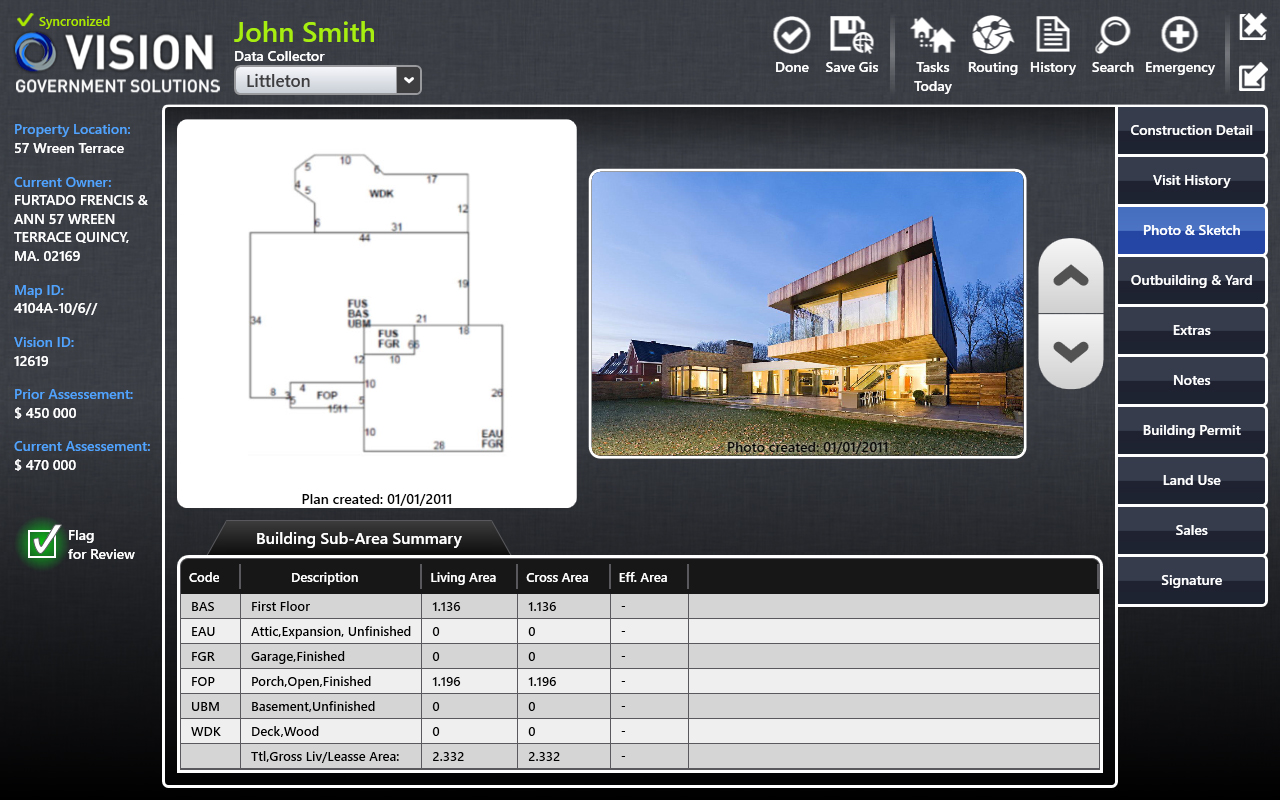 Syncronized
VISION
GOVERNMENT SOLUTIONS
John Smith
Data Collector
Littleton
Done
Save Gis
Tasks
Today
Routing
History
Search
Emergency
Property Location:
57 Wreen Terrace
Current Owner:
FURTADO FRENCIS &
ANN 57 WREEN
TERRACE QUINCY,
MA. 02169
Map ID:
4104A-10/6//
Vision ID:
12619
Prior Assessement:
$ 450 000
Current Assessement:
$ 470 000
Flag
for Review
10
5
6
17
4
5
WDK
12
6
31
44
19
34
FUS
BAS
UBM
21
18
FUS
FGR
66
12
10
10
4
8
FOP
5
26
1511
10
EAU
FGR
28
Plan created: 01/01/2011
Photo created: 01/01/2011
Construction Detail
Visit History
Photo & Sketch
Outbuilding & Yard
Extras
Notes
Building Permit
Land Use
Sales
Signature
Building Sub-Area Summary
Code Description Living Area Cross Area Eff. Area
BAS First Floor 1.136 1.136 -
EAU Attic,Expansion, Unfinished 0 0 -
FGR Garage,Finished 0 0 -
FOP Porch,Open,Finished 1.196 1.196 -
UBM Basement,Unfinished 0 0 -
WDK Deck,Wood 0 0 -
Ttl,Gross Liv/Leasse Area: 2.332 2.332 -